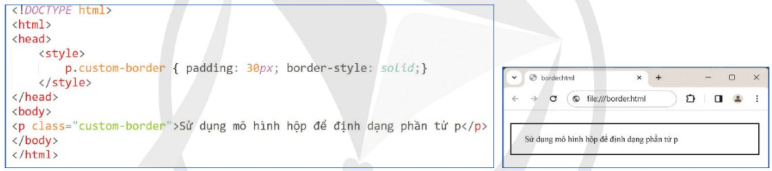 <!DOCTYPE html>
<html>
<head>
<style>
p.custom-border { padding: 30px; border-style: solid;}
</style>
</head>
<body>
<p class="custom-border">Sử dụng mô hình hộp để định dạng phần tử p</p>
</body>
</html>
border.html
file:///border.html
Sử dụng mô hình hộp để định dạng phần tử p